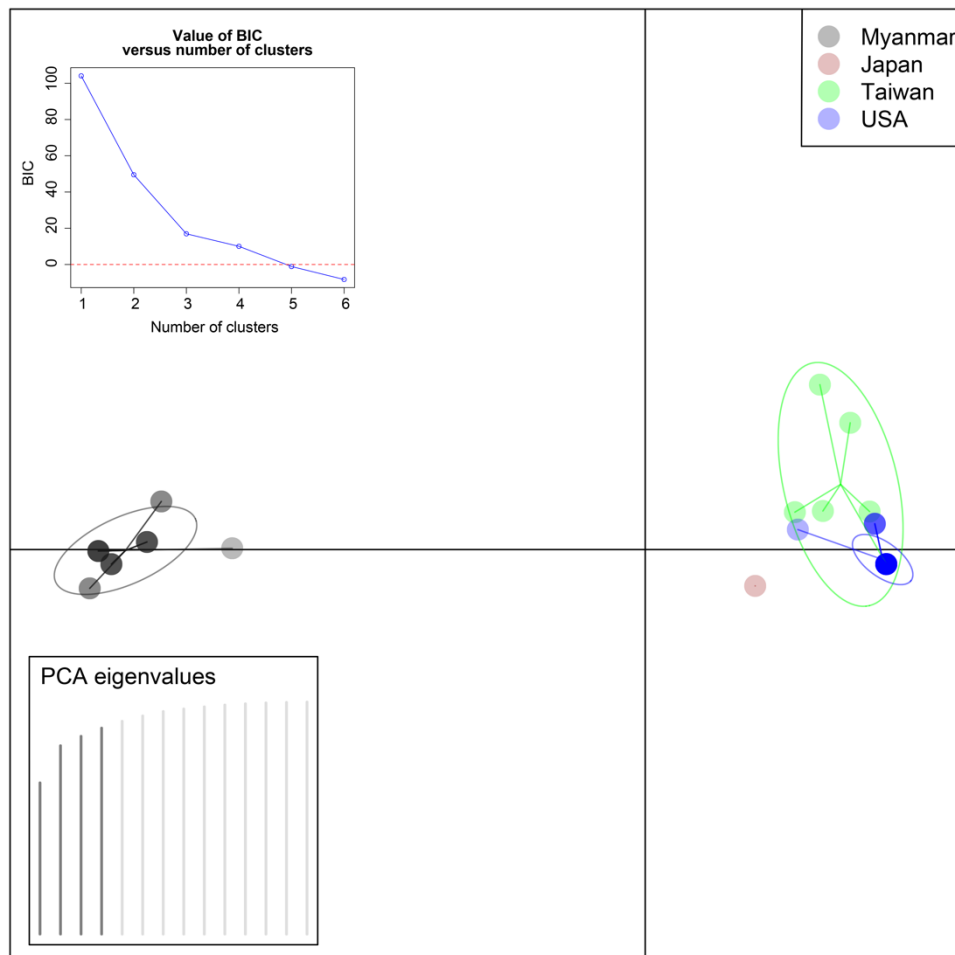 Value of BIC
versus number of clusters
BIC
100
80
60
40
20
0
1 2 3 4 5 6
Number of clusters
Myanmar
Japan
Taiwan
USA
PCA eigenvalues